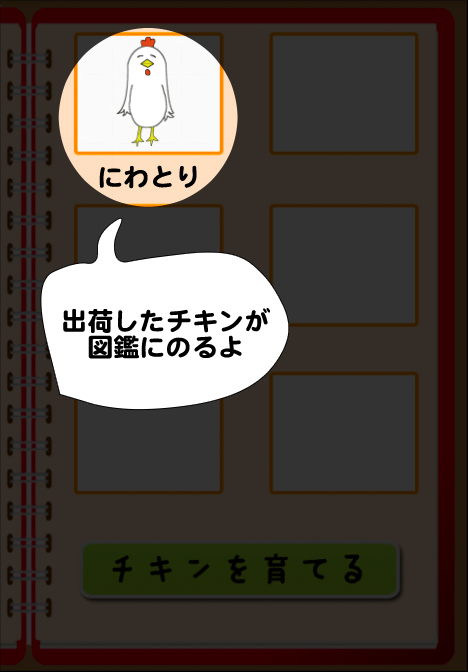 にわとり
出荷したチキンが
図鑑にのるよ
チキンを育てる